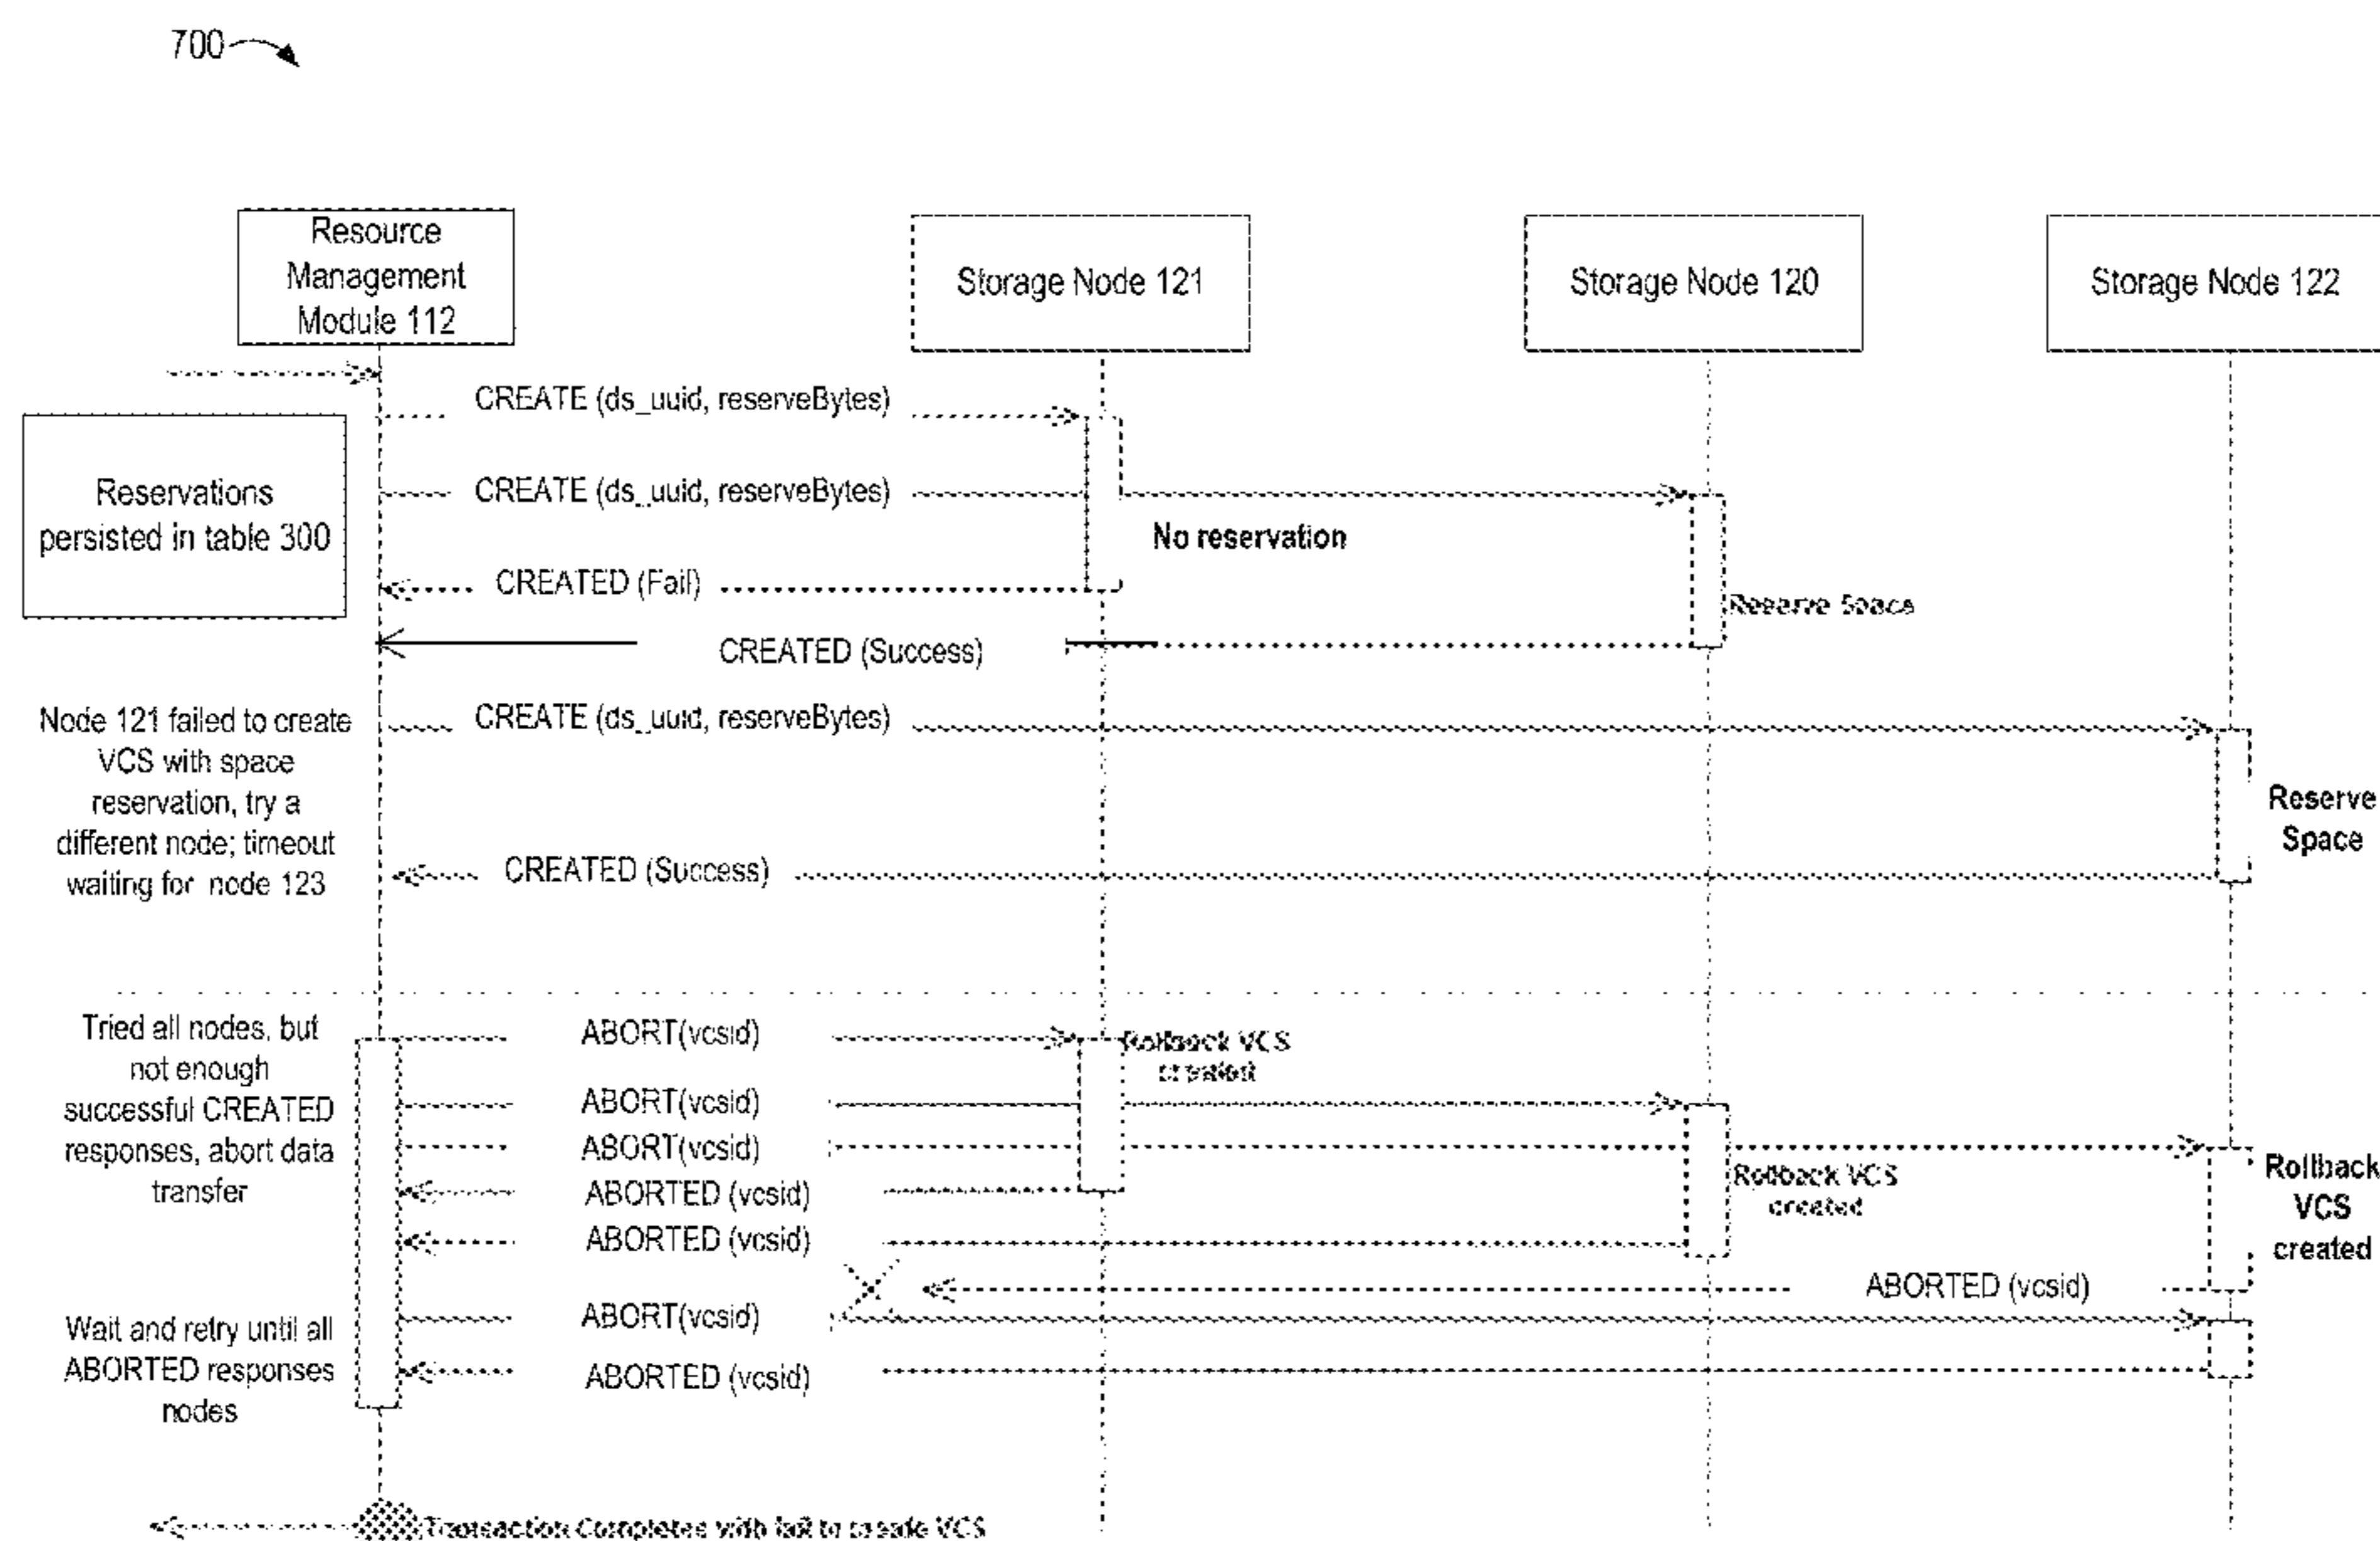 700
Resource
Management
Module 112
Storage Node 121
Storage Node 120
Storage Node 122
CREATE (ds_uuid, reserveBytes)
Reservations
persisted in table 300
CREATE (ds_uuid, reserveBytes)
No reservation
CREATED (Fail)
Reserve Space
CREATED (Success)
Node 121 failed to create
VCS with space
reservation, try a
different node; timeout
waiting for node 123
CREATE (ds_uuid, reserveBytes)
Reserve
Space
CREATED (Success)
Tried all nodes, but
not enough
successful CREATED
responses, abort data
transfer
ABORT(vcsid)
Rollback VCS
created
ABORT(vcsid)
ABORT(vcsid)
Rollback VCS
created
Rollback
VCS
created
ABORTED (vcsid)
ABORTED (vcsid)
ABORTED (vcsid)
Wait and retry until all
ABORTED responses
nodes
ABORT(vcsid)
ABORTED (vcsid)
Transaction Completes with fail to create VCS